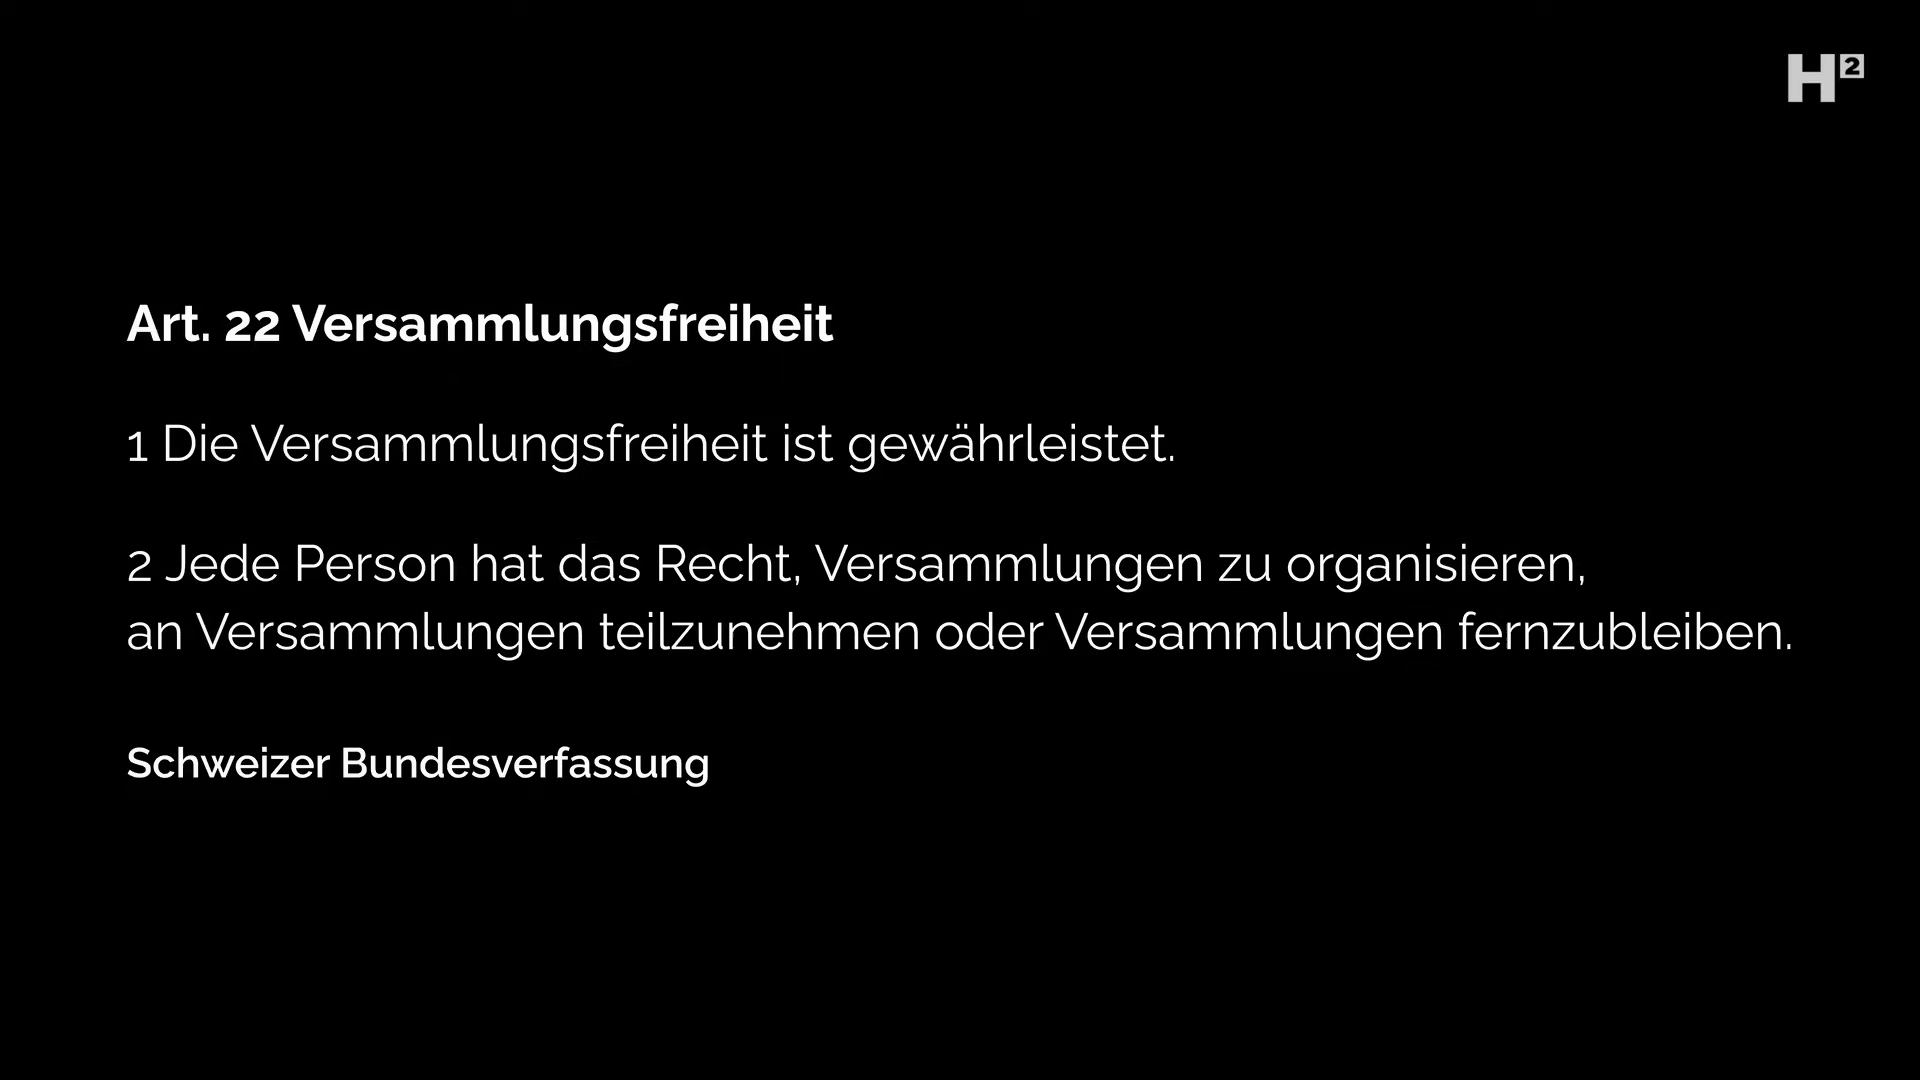 H²
Art. 22 Versammlungsfreiheit
1 Die Versammlungsfreiheit ist gewährleistet.
2 Jede Person hat das Recht, Versammlungen zu organisieren,
an Versammlungen teilzunehmen oder Versammlungen fernzubleiben.
Schweizer Bundesverfassung